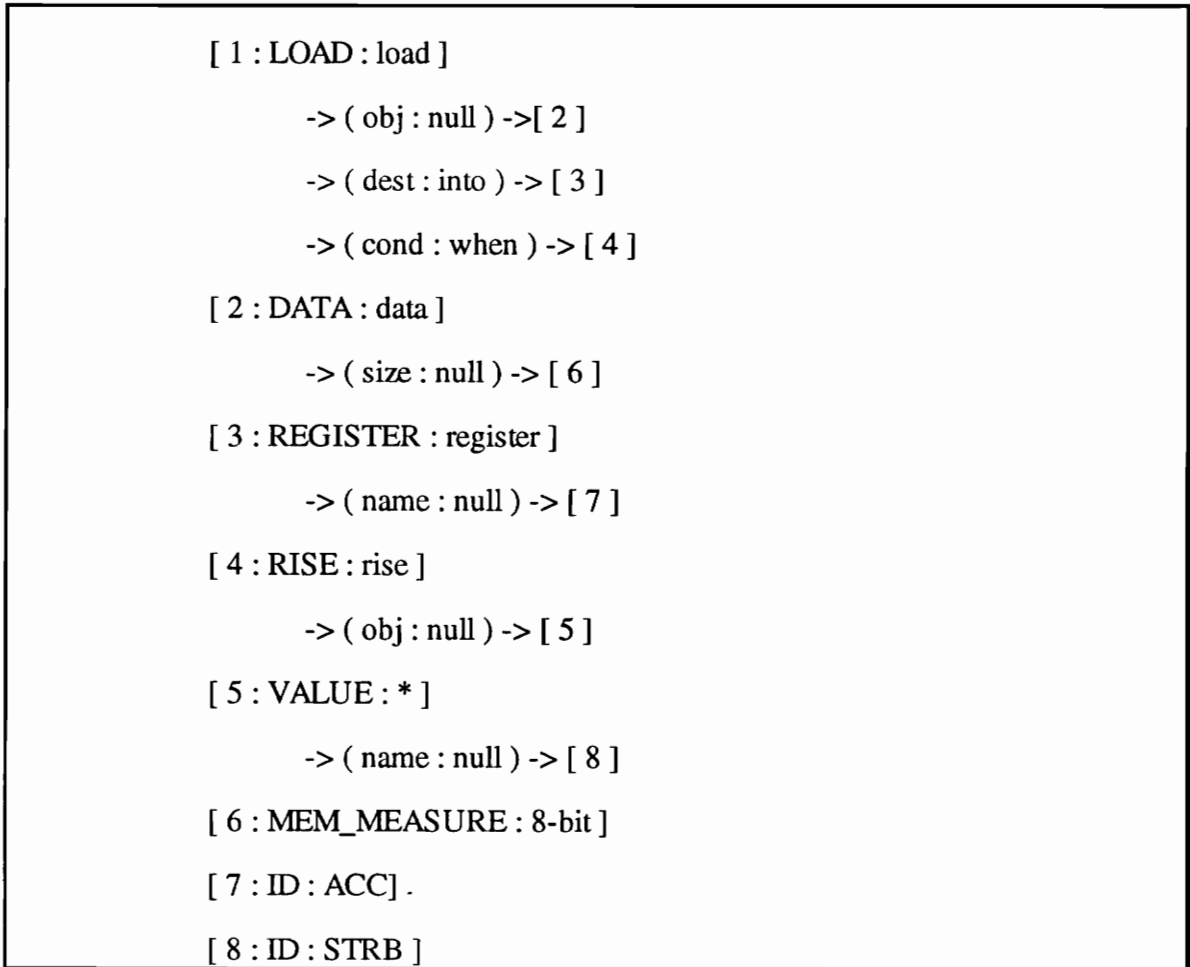 [ 1 : LOAD : load ]
-> ( obj : null ) ->[ 2 ]
-> ( dest : into ) -> [ 3 ]
-> ( cond : when ) -> [ 4 ]
[ 2 : DATA : data ]
-> ( size : null ) -> [ 6 ]
[ 3 : REGISTER : register ]
-> ( name : null ) -> [ 7 ]
[ 4 : RISE : rise ]
-> ( obj : null ) -> [ 5 ]
[ 5 : VALUE : * ]
-> ( name : null ) -> [ 8 ]
[ 6 : MEM_MEASURE : 8-bit ]
[ 7 : ID : ACC] .
[ 8 : ID : STRB ]